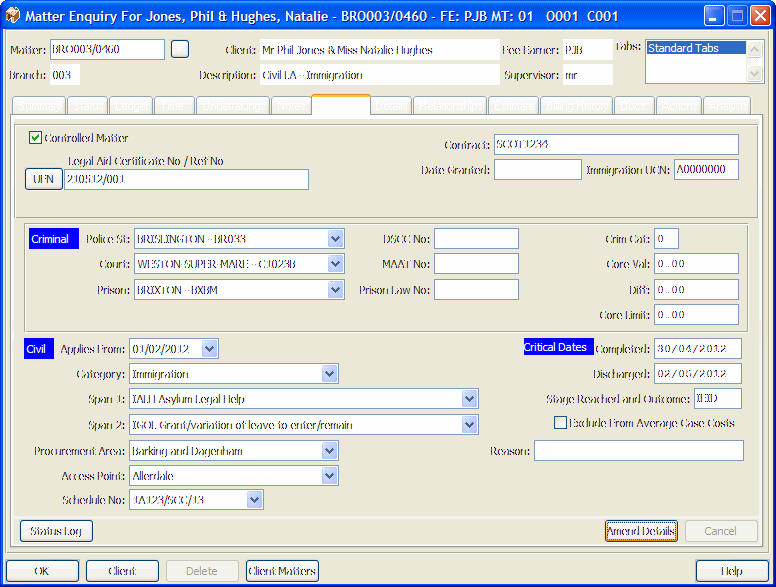 Matter Enquiry For Jones, Phil & Hughes, Natalie - BRO003/0460 - FE: PJB MT: 01 O001 C001
Matter: BRO003/0460 Client: Mr Phil Jones & Miss Natalie Hughes Fee Earner: PJB Tabs: Standard Tabs
Branch: 003 Description: Civil LA - Immigration Supervisor: mr
Controlled Matter Contract: SCOT1234
Legal Aid Certificate No / Ref No
UFN 210512/001 Date Granted: Immigration UCN: A0000000
Criminal Police St: BRISLINGTON - BR033 DSCC No: Crim Cat: 0
Court: WESTON-SUPER-MARE - C1023B MAAT No: Core Val: 0.00
Prison: BRIXTON - BXBM Prison Law No: Diff: 0.00
Core Limit: 0.00
Civil Applies From: 01/02/2012 Critical Dates Completed: 30/04/2012
Category: Immigration Discharged:
Span 1: Asylum Legal Help Stage Reached and Outcome:
Span 2: IGOL Grant/variation of leave to enter/remain Exclude From Average Case Costs
Procurement Area: Barking and Dagenham Reason:
Access Point: Allerdale
Schedule No:
Status Log Amend Details Cancel
OK Client Delete Client Matters Help